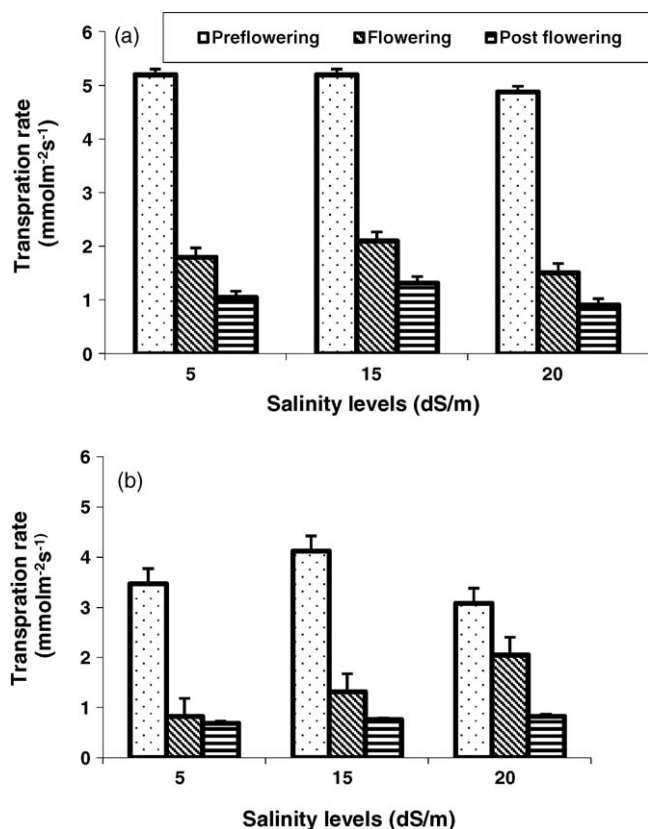 (a)
Preflowering Flowering Post flowering
6
5
4
3
2
1
0
Transpration rate
(mmolm⁻²s⁻¹)
5 15 20
Salinity levels (dS/m)
(b)
6
5
4
3
2
1
0
Transpration rate
(mmolm⁻²s⁻¹)
5 15 20
Salinity levels (dS/m)